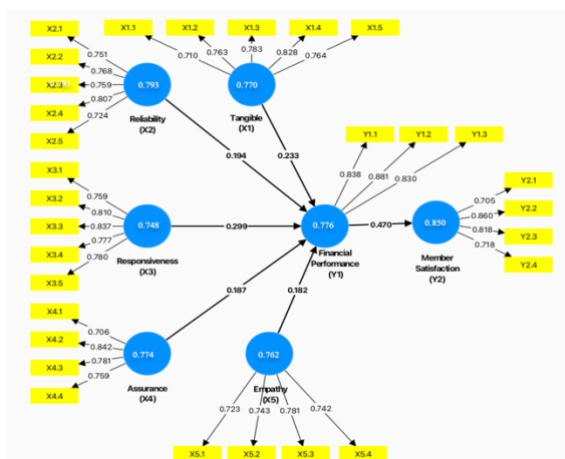 X2.1
X1.1
X1.2
X1.3
X1.4
X1.5
X2.2
X2.4
X2.5
0.751
0.768
0.759
0.807
0.724
0.710
0.763
0.783
0.828
0.764
0.793
0.770
Reliability
(X2)
Tangible
(X1)
0.194
0.233
Y1.1
Y1.2
Y1.3
0.838
0.881
0.830
X3.1
X3.2
X3.3
X3.4
X3.5
0.759
0.810
0.837
0.777
0.780
0.748
Responsiveness
(X3)
0.299
0.776
Financial
Performance
(Y1)
0.470
0.850
Member
Satisfaction
(Y2)
0.705
0.860
0.818
0.718
Y2.1
Y2.2
Y2.3
Y2.4
0.187
0.182
X4.1
X4.2
X4.3
X4.4
0.706
0.842
0.781
0.759
0.774
Assurance
(X4)
0.762
Empathy
(X5)
0.723
0.743
0.781
0.742
X5.1
X5.2
X5.3
X5.4